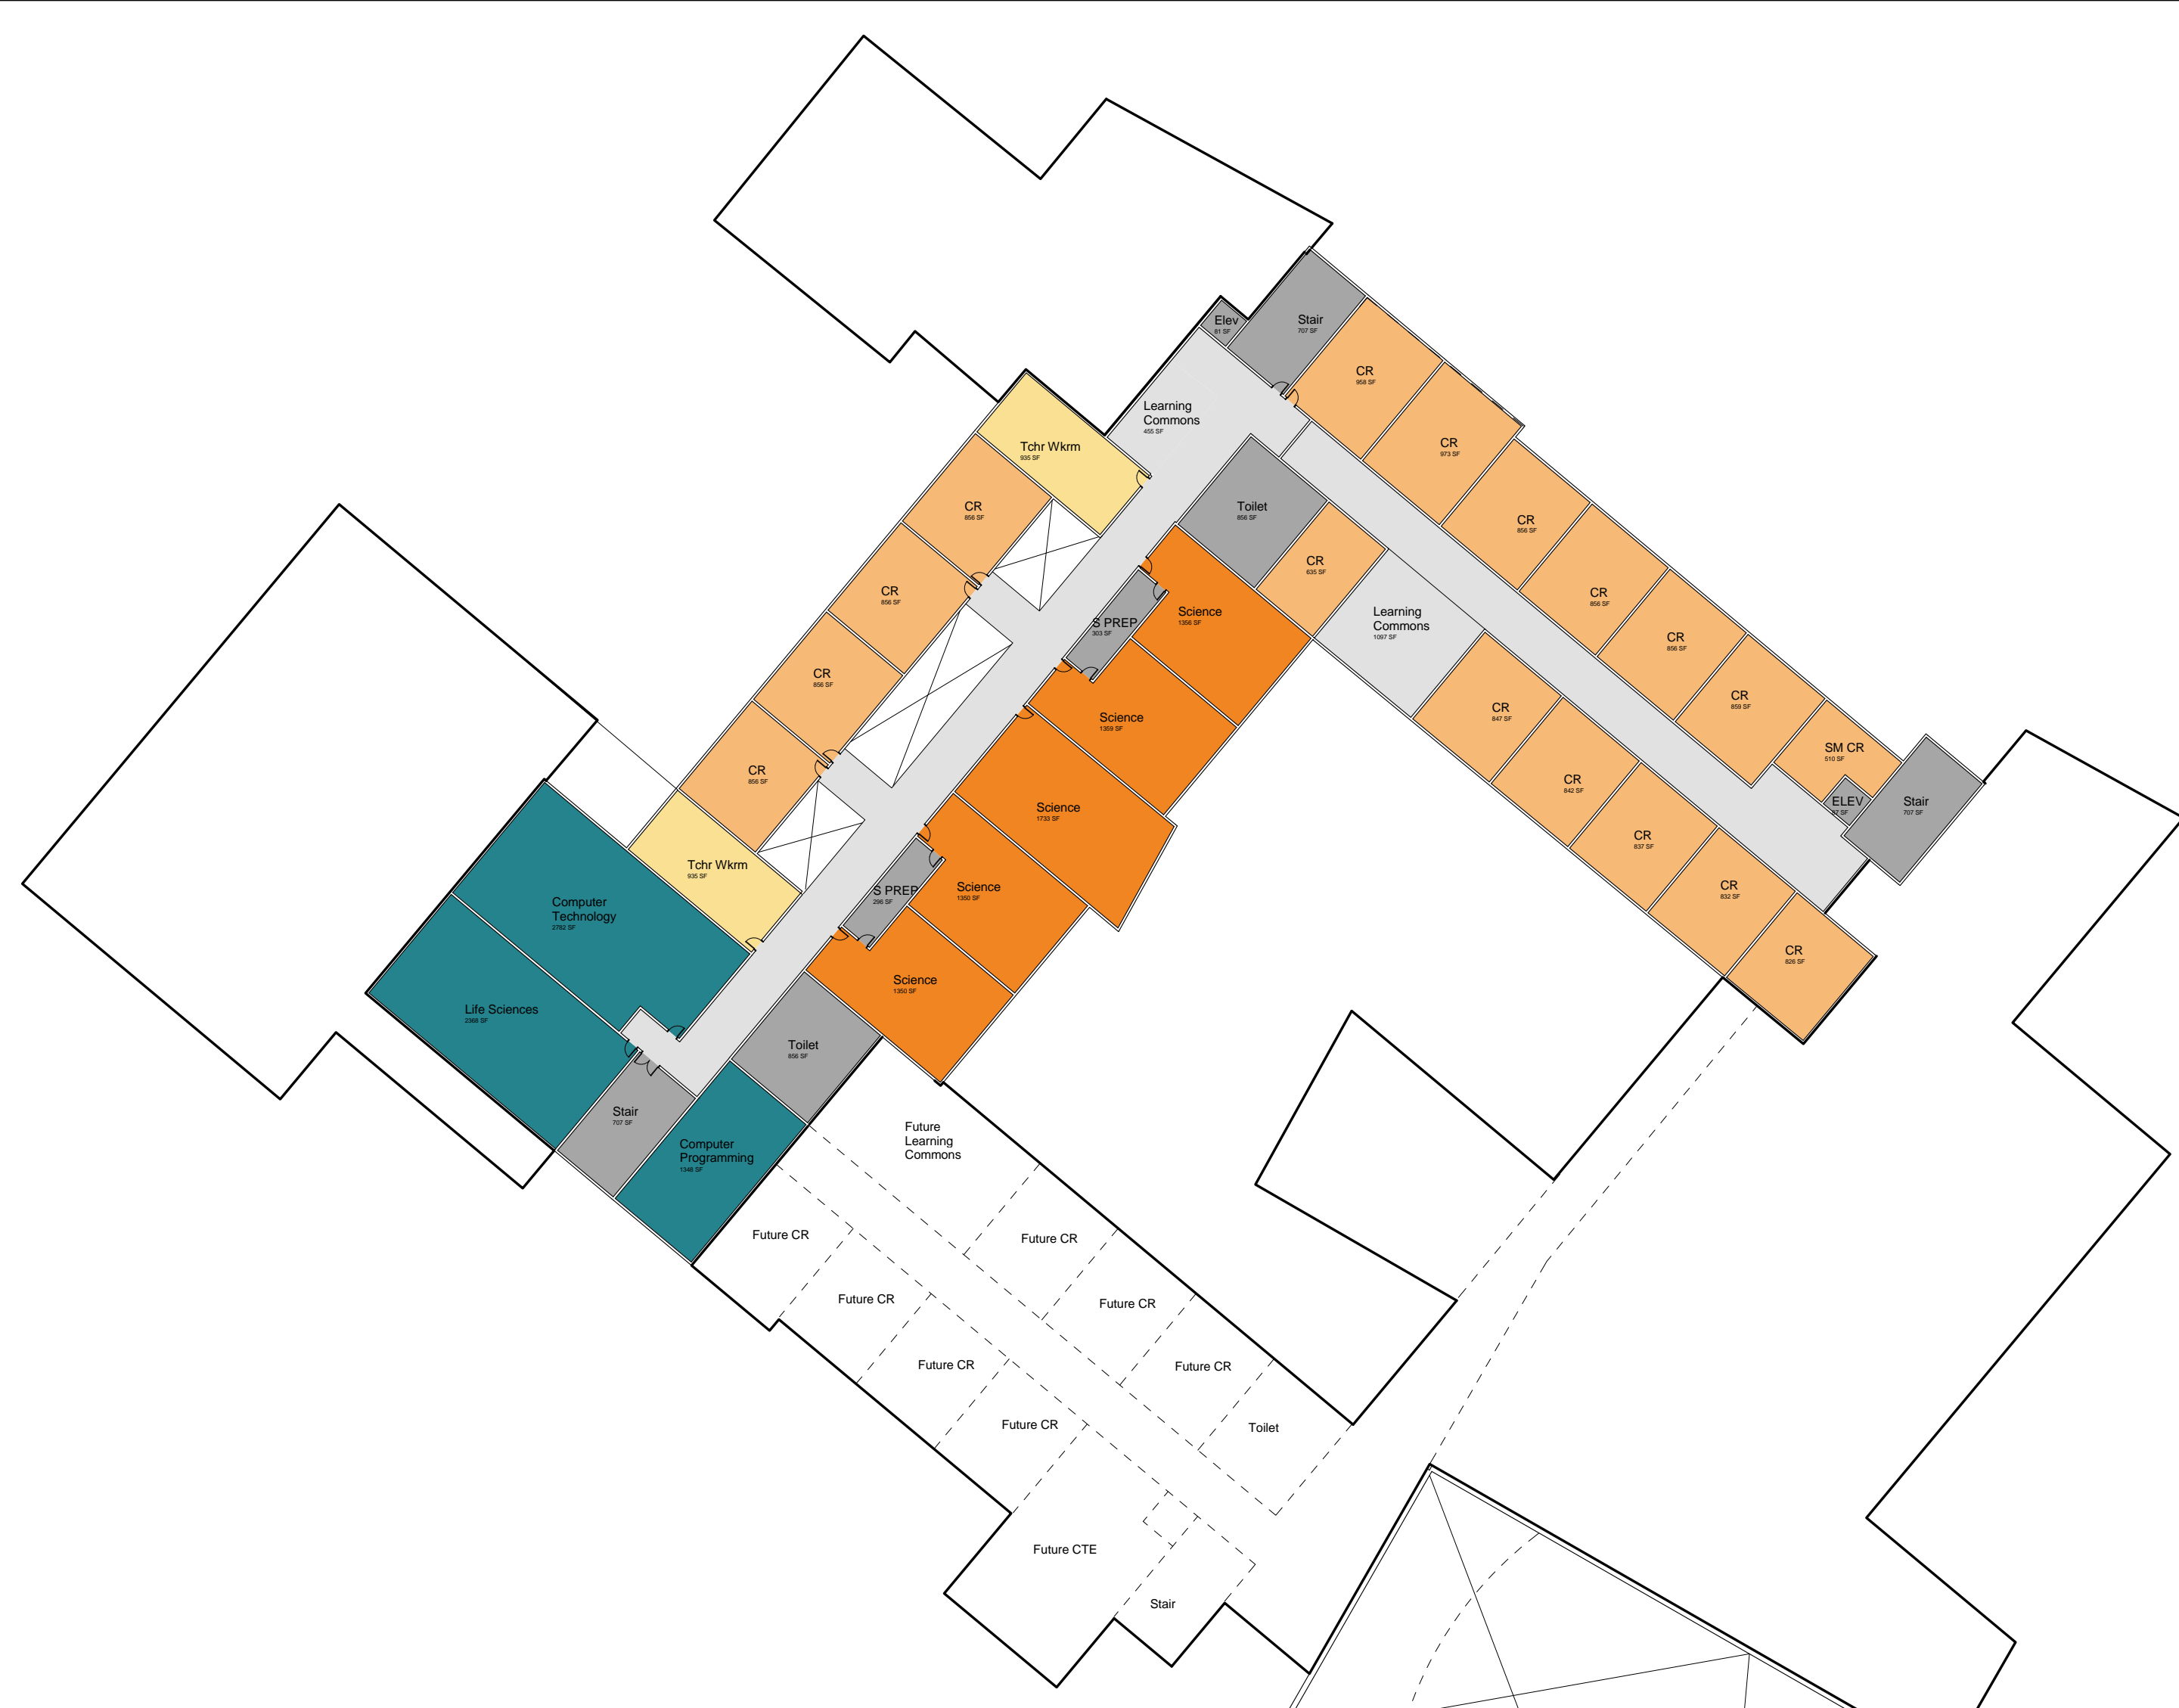 Elev
81 SF
Stair
707 SF
CR
958 SF
Learning
Commons
455 SF
CR
973 SF
Tchr Wkrm
935 SF
CR
856 SF
Toilet
856 SF
CR
856 SF
CR
635 SF
CR
856 SF
CR
856 SF
Science
1356 SF
S PREP
303 SF
Learning
Commons
1097 SF
CR
856 SF
CR
856 SF
CR
859 SF
CR
847 SF
Science
1359 SF
SM CR
510 SF
CR
856 SF
CR
842 SF
ELEV
Stair
707 SF
Science
1733 SF
CR
837 SF
Tchr Wkrm
935 SF
S PREP
296 SF
Science
1350 SF
CR
832 SF
Computer
Technology
2782 SF
CR
826 SF
Science
1350 SF
Life Sciences
2368 SF
Toilet
856 SF
Stair
707 SF
Computer
Programming
1348 SF
Future
Learning
Commons
Future CR
Future CR
Future CR
Future CR
Future CR
Future CR
Future CR
Toilet
Future CTE
Stair